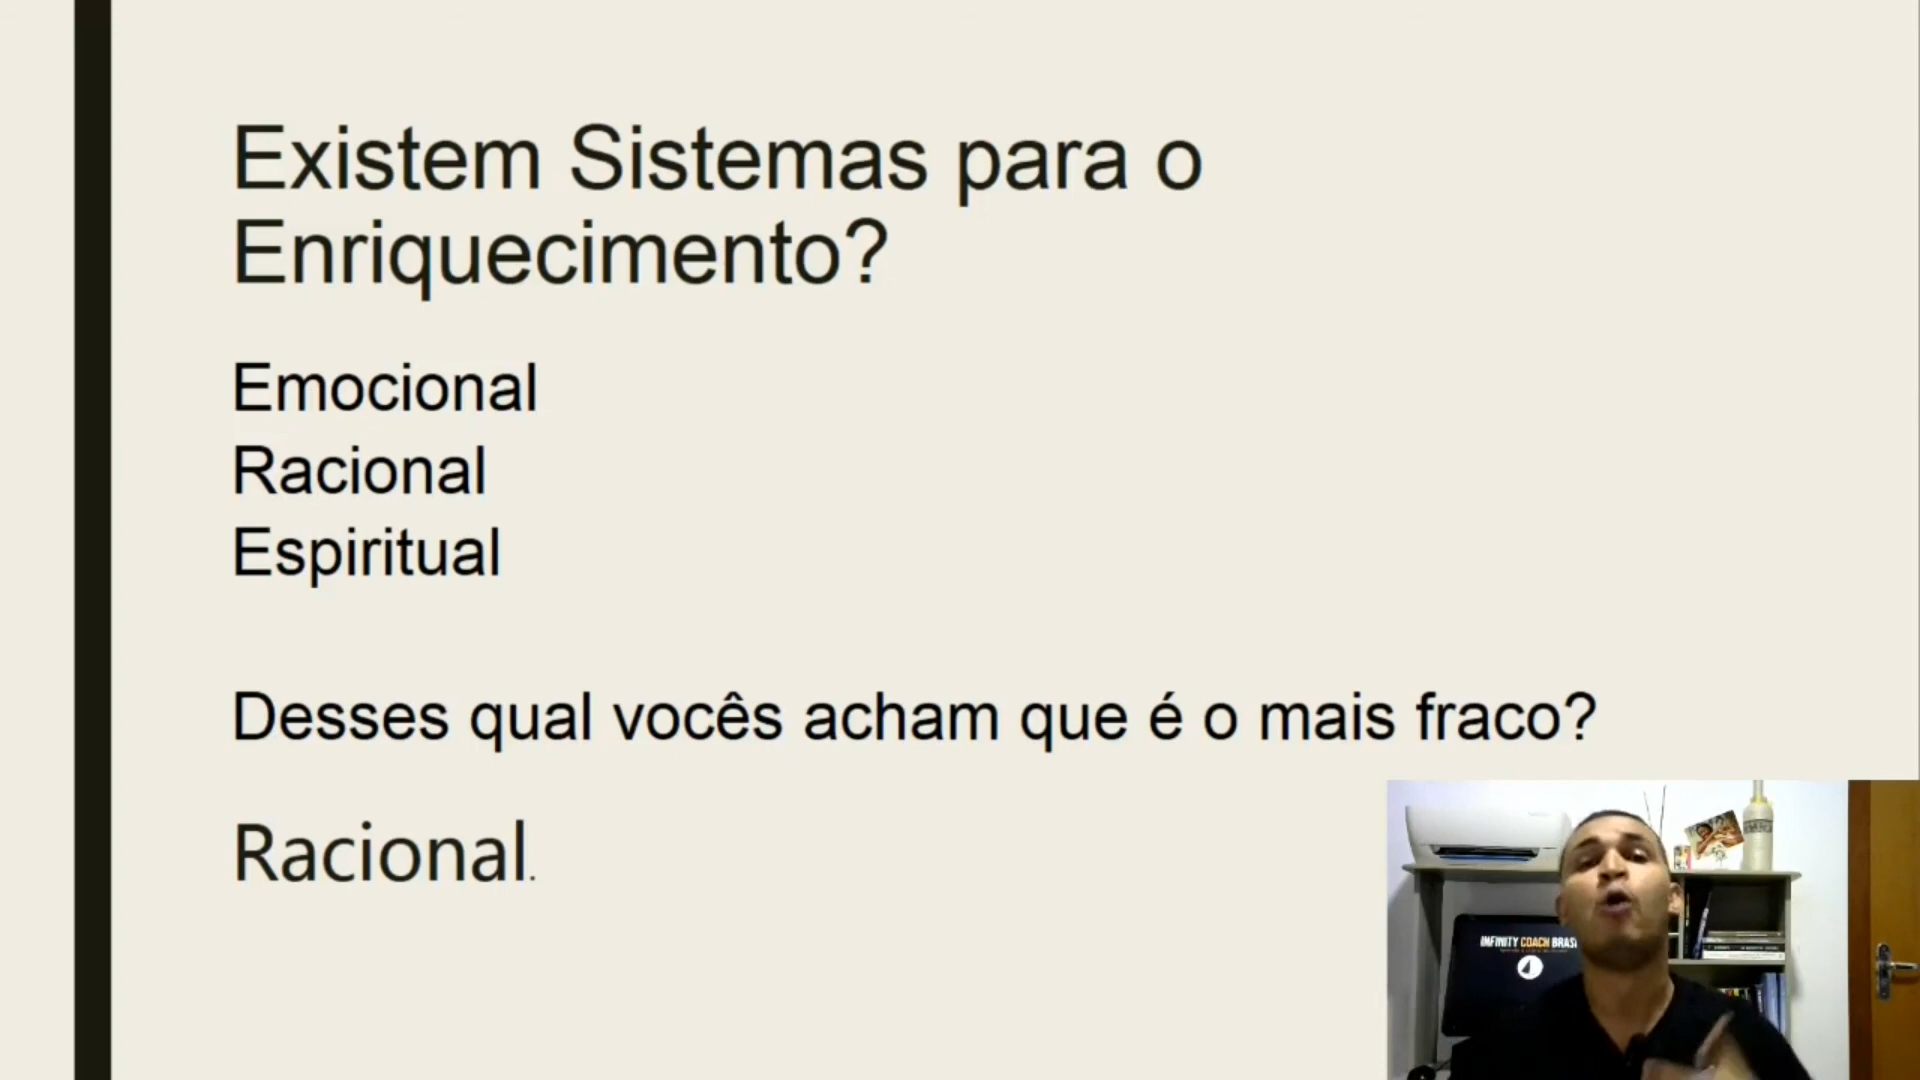 Existem Sistemas para o
Enriquecimento?
Emocional
Racional
Espiritual
Desses qual vocês acham que é o mais fraco?
Racional.
INFINITY COACH BRASI